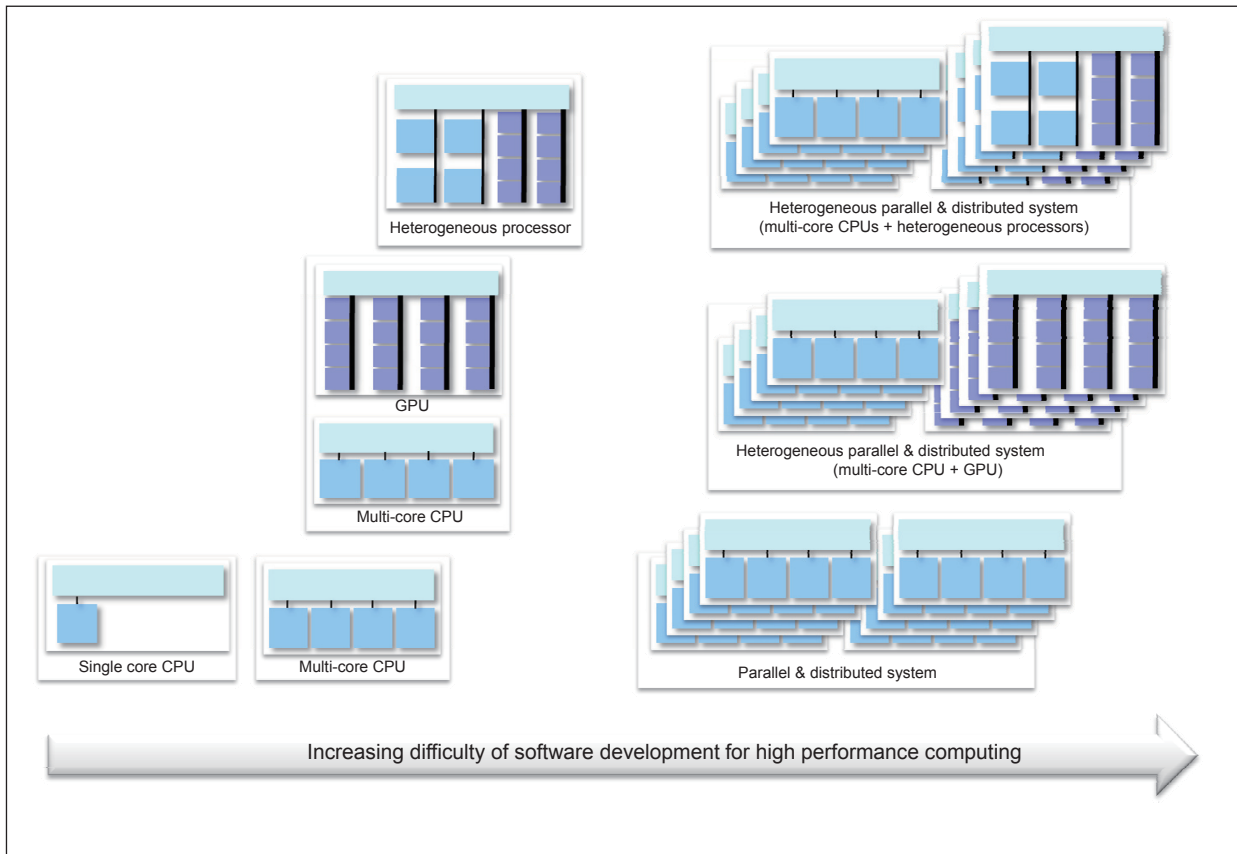 Heterogeneous processor
Heterogeneous parallel & distributed system
(multi-core CPUs + heterogeneous processors)
GPU
Multi-core CPU
Heterogeneous parallel & distributed system
(multi-core CPU + GPU)
Single core CPU
Multi-core CPU
Parallel & distributed system
Increasing difficulty of software development for high performance computing